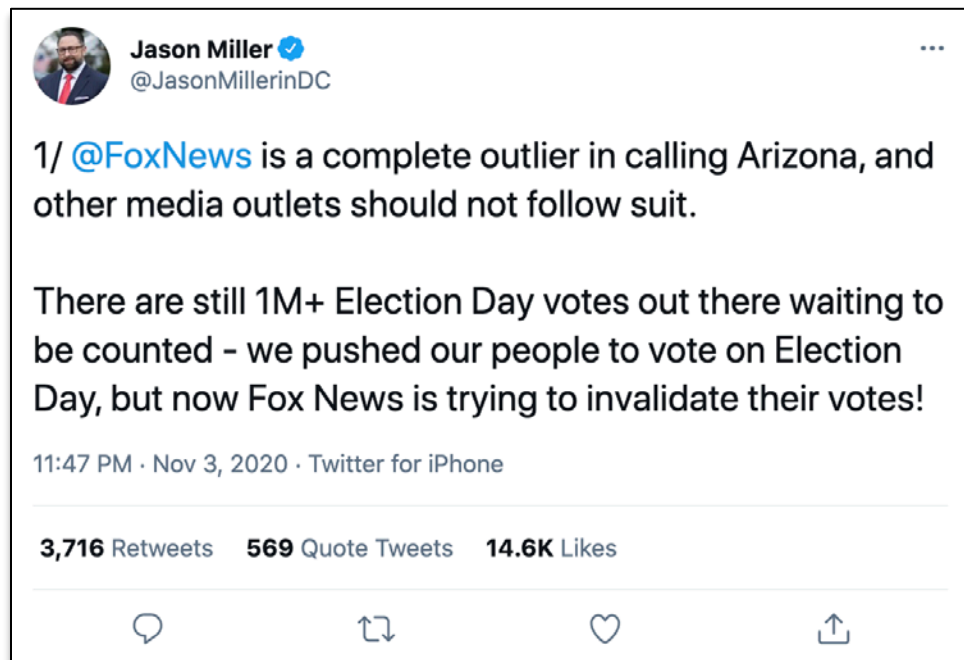 Jason Miller
@JasonMillerinDC
1/ @FoxNews is a complete outlier in calling Arizona, and
other media outlets should not follow suit.
There are still 1M+ Election Day votes out there waiting to
be counted - we pushed our people to vote on Election
Day, but now Fox News is trying to invalidate their votes!
11:47 PM · Nov 3, 2020 · Twitter for iPhone
3,716 Retweets 569 Quote Tweets 14.6K Likes